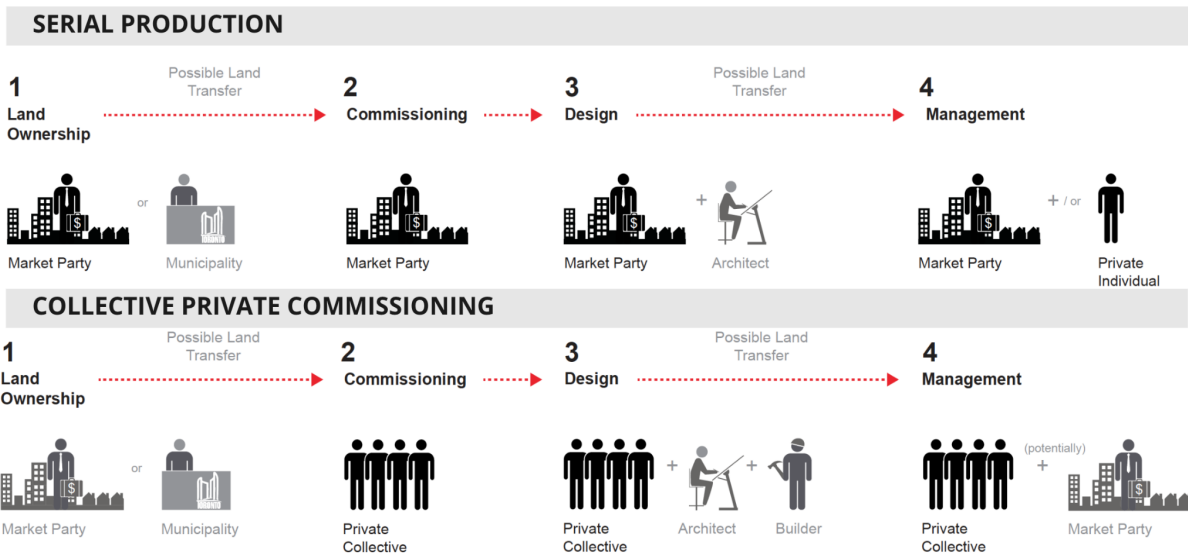 SERIAL PRODUCTION
1
Possible Land
Transfer
2
3
Possible Land
Transfer
4
Land
Ownership
Commissioning
Design
Management
$
or
TORONTO
$
$
+
$
+ / or
Market Party
Municipality
Market Party
Market Party
Architect
Market Party
Private
Individual
COLLECTIVE PRIVATE COMMISSIONING
1
Possible Land
Transfer
2
3
Possible Land
Transfer
4
Land
Ownership
Commissioning
Design
Management
$
or
TORONTO
+
+
(potentially)
+
$
Market Party
Municipality
Private
Collective
Private
Collective
Architect
Builder
Private
Collective
Market Party